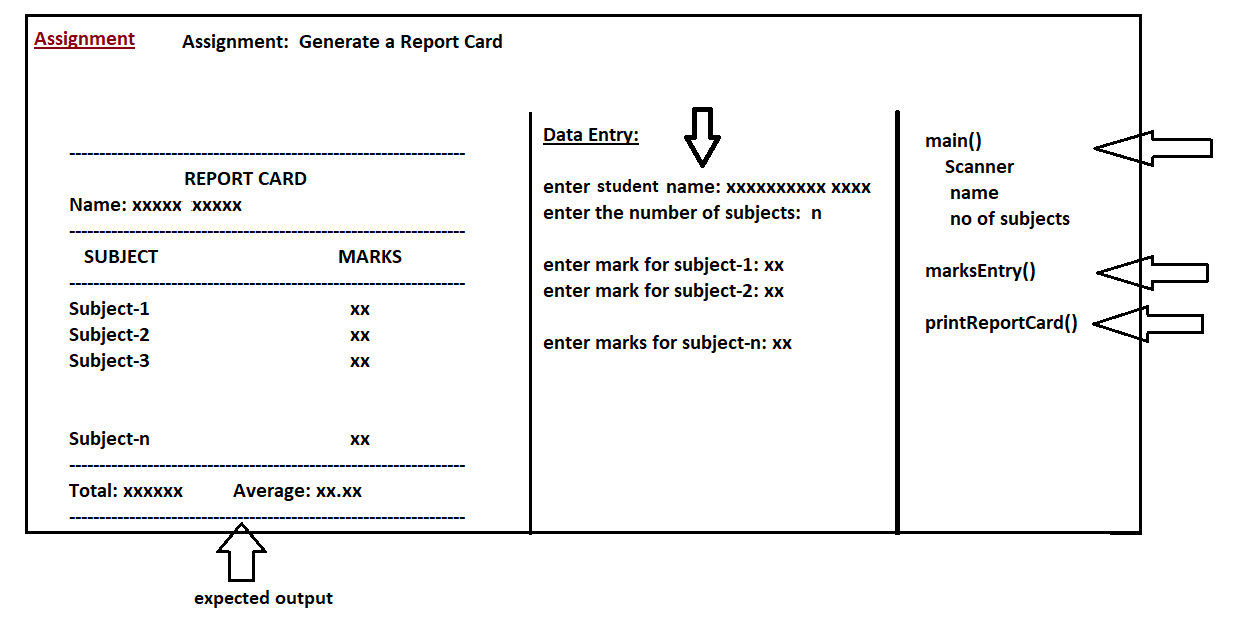 Assignment Assignment: Generate a Report Card
---------------------------------------------------------------
REPORT CARD
Name: xxxxx xxxxx
---------------------------------------------------------------
SUBJECT MARKS
---------------------------------------------------------------
Subject-1 xx
Subject-2 xx
Subject-3 xx
Subject-n xx
---------------------------------------------------------------
Total: xxxxxx Average: xx.xx
---------------------------------------------------------------
expected output
Data Entry:
enter student name: xxxxxxxxxx xxxx
enter the number of subjects: n
enter mark for subject-1: xx
enter mark for subject-2: xx
enter marks for subject-n: xx
main()
Scanner
name
no of subjects
marksEntry()
printReportCard()